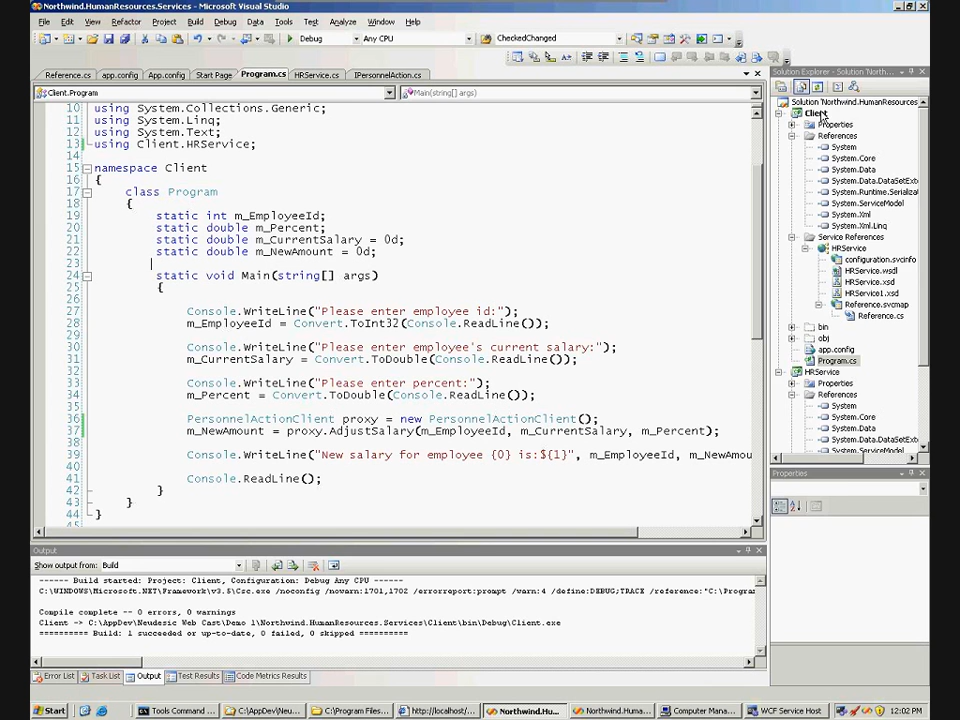 Northwind.HumanResources.Services - Microsoft Visual Studio
File Edit View Refactor Project Build Debug Data Tools Test Analyze Window Help
Debug Any CPU CheckedChanged
Reference.cs app.config App.config Start Page Program.cs HRService.cs IPersonnelAction.cs
Client.Program Main(string[] args)
10 using System.Collections.Generic;
11 using System.Linq;
12 using System.Text;
13 using Client.HRService;
14
15 namespace Client
16 {
17 class Program
18 {
19 static int m_EmployeeId;
20 static double m_Percent;
21 static double m_CurrentSalary = 0d;
22 static double m_NewAmount = 0d;
23
24 static void Main(string[] args)
25 {
26
27 Console.WriteLine("Please enter employee id:");
28 m_EmployeeId = Convert.ToInt32(Console.ReadLine());
29
30 Console.WriteLine("Please enter employee's current salary:");
31 m_CurrentSalary = Convert.ToDouble(Console.ReadLine());
32
33 Console.WriteLine("Please enter percent:");
34 m_Percent = Convert.ToDouble(Console.ReadLine());
35
36 PersonnelActionClient proxy = new PersonnelActionClient();
37 m_NewAmount = proxy.AdjustSalary(m_EmployeeId, m_CurrentSalary, m_Percent);
38
39 Console.WriteLine("New salary for employee {0} is:${1}", m_EmployeeId, m_NewAmou
40
41 Console.ReadLine();
42 }
43 }
44 }
Solution Explorer - Solution 'North...
Solution 'Northwind.HumanResources
Client
Properties
References
System
System.Core
System.Data
System.Data.DataSetExt
System.Runtime.Serializa
System.ServiceModel
System.Xml
System.Xml.Linq
Service References
HRService
configuration.svcinfo
HRService.wsdl
HRService.xsd
HRService1.xsd
Reference.svcmap
Reference.cs
bin
obj
app.config
Program.cs
HRService
Properties
References
System
System.Core
System.Data
System.Data.DataSetExt
System.ServiceModel
Properties
Output
Show output from: Build
------ Build started: Project: Client, Configuration: Debug Any CPU ------
C:\WINDOWS\Microsoft.NET\Framework\v3.5\Csc.exe /noconfig /nowarn:1701,1702 /errorreport:prompt /warn:4 /define:DEBUG;TRACE /reference:"C:\Progra
Compile complete -- 0 errors, 0 warnings
Client -> C:\AppDev\Neudesic Web Cast\Demo 1\Northwind.HumanResources.Services\Client\bin\Debug\Client.exe
========== Build: 1 succeeded or up-to-date, 0 failed, 0 skipped ==========
Error List Task List Output Test Results Code Metrics Results
Start Tools Command ... C:\AppDev\Neu... C:\Program Files... http://localhost/... Northwind.Hu... Northwind.Huma... Computer Mana... WCF Service Host 12:02 PM